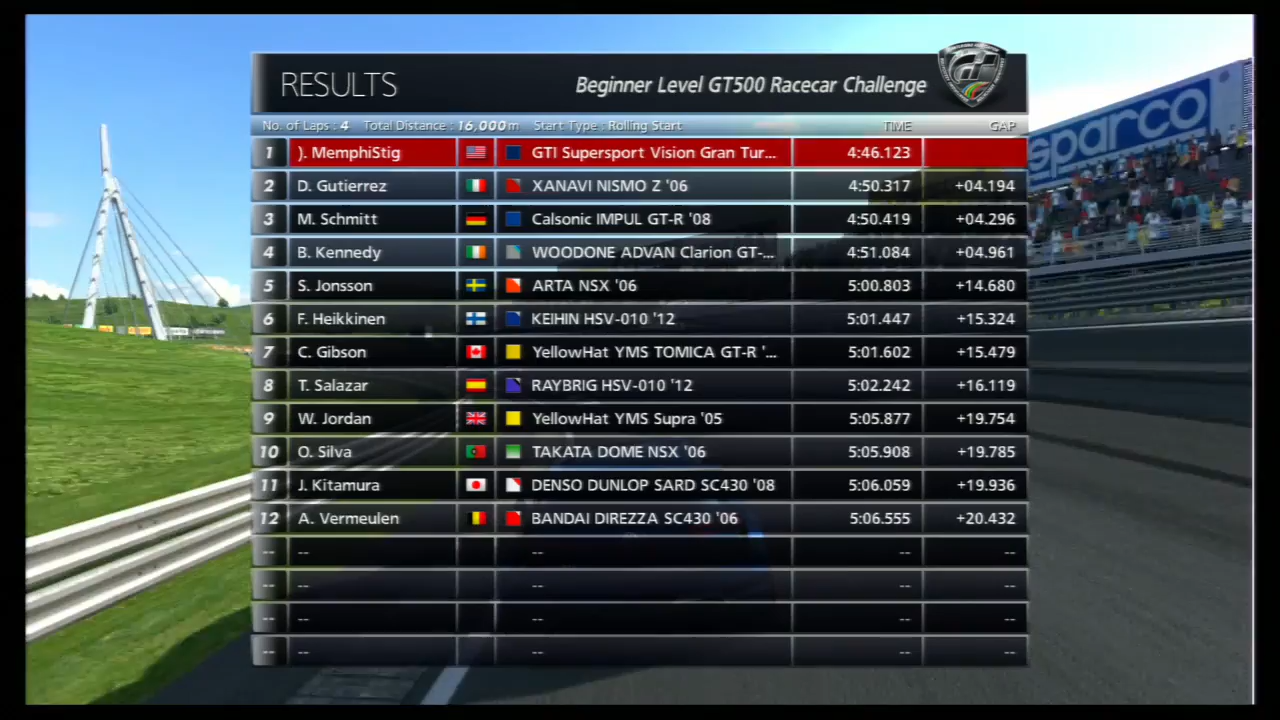 RESULTS Beginner Level GT500 Racecar Challenge
No. of Laps : 4 Total Distance : 16,000m Start Type : Rolling Start TIME GAP
1 ). MemphiStig GTI Supersport Vision Gran Tur... 4:46.123
2 D. Gutierrez XANAVI NISMO Z '06 4:50.317 +04.194
3 M. Schmitt Calsonic IMPUL GT-R '08 4:50.419 +04.296
4 B. Kennedy WOODONE ADVAN Clarion GT-... 4:51.084 +04.961
5 S. Jonsson ARTA NSX '06 5:00.803 +14.680
6 F. Heikkinen KEIHIN HSV-010 '12 5:01.447 +15.324
7 C. Gibson YellowHat YMS TOMICA GT-R '... 5:01.602 +15.479
8 T. Salazar RAYBRIG HSV-010 '12 5:02.242 +16.119
9 W. Jordan YellowHat YMS Supra '05 5:05.877 +19.754
10 O. Silva TAKATA DOME NSX '06 5:05.908 +19.785
11 J. Kitamura DENSO DUNLOP SARD SC430 '08 5:06.059 +19.936
12 A. Vermeulen BANDAI DIREZZA SC430 '06 5:06.555 +20.432
-- -- -- -- --
-- -- -- -- --
-- -- -- -- --
-- -- -- -- --
sparco